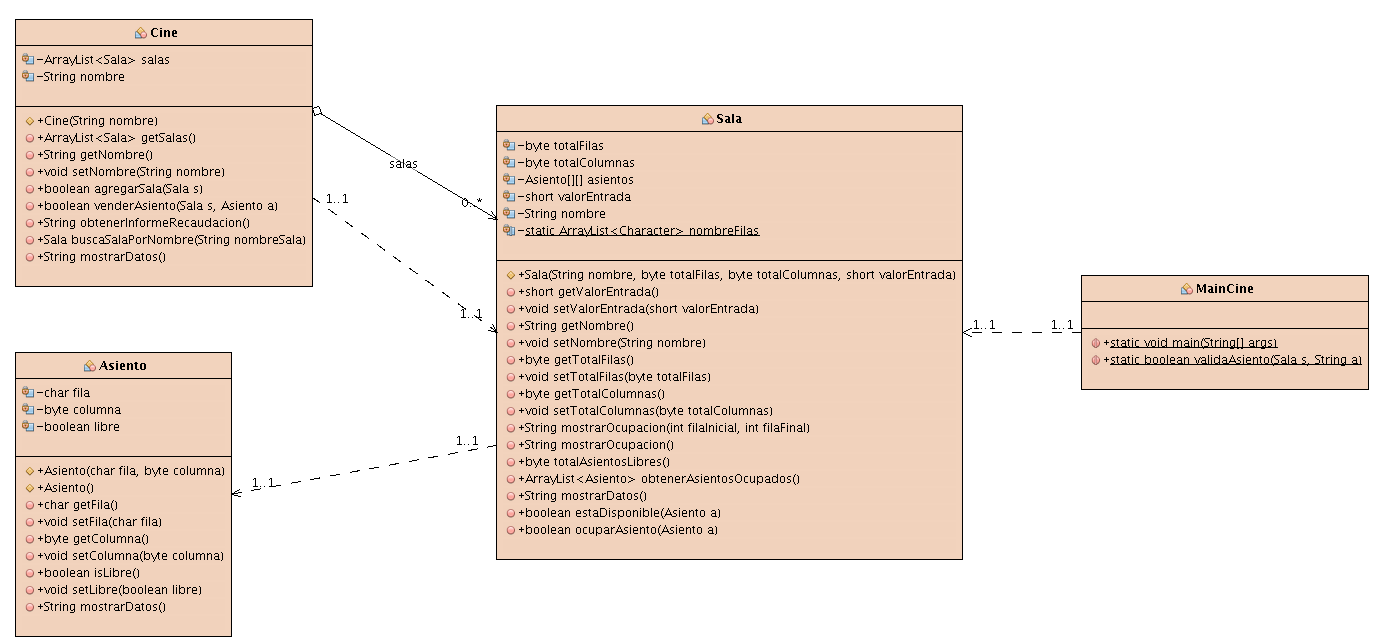 Cine
-ArrayList<Sala> salas
-String nombre
+Cine(String nombre)
+ArrayList<Sala> getSalas()
+String getNombre()
+void setNombre(String nombre)
+boolean agregarSala(Sala s)
+boolean venderAsiento(Sala s, Asiento a)
+String obtenerInformeRecaudacion()
+Sala buscaSalaPorNombre(String nombreSala)
+String mostrarDatos()
salas
0..*
1..1
1..1
Sala
-byte totalFilas
-byte totalColumnas
-Asiento[][] asientos
-short valorEntrada
-String nombre
-static ArrayList<Character> nombreFilas
+Sala(String nombre, byte totalFilas, byte totalColumnas, short valorEntrada)
+short getValorEntrada()
+void setValorEntrada(short valorEntrada)
+String getNombre()
+void setNombre(String nombre)
+byte getTotalFilas()
+void setTotalFilas(byte totalFilas)
+byte getTotalColumnas()
+void setTotalColumnas(byte totalColumnas)
+String mostrarOcupacion(int filaInicial, int filaFinal)
+String mostrarOcupacion()
+byte totalAsientosLibres()
+ArrayList<Asiento> obtenerAsientosOcupados()
+String mostrarDatos()
+boolean estaDisponible(Asiento a)
+boolean ocuparAsiento(Asiento a)
1..1
1..1
MainCine
+static void main(String[] args)
+static boolean validaAsiento(Sala s, String a)
1..1
1..1
Asiento
-char fila
-byte columna
-boolean libre
+Asiento(char fila, byte columna)
+Asiento()
+char getFila()
+void setFila(char fila)
+byte getColumna()
+void setColumna(byte columna)
+boolean isLibre()
+void setLibre(boolean libre)
+String mostrarDatos()